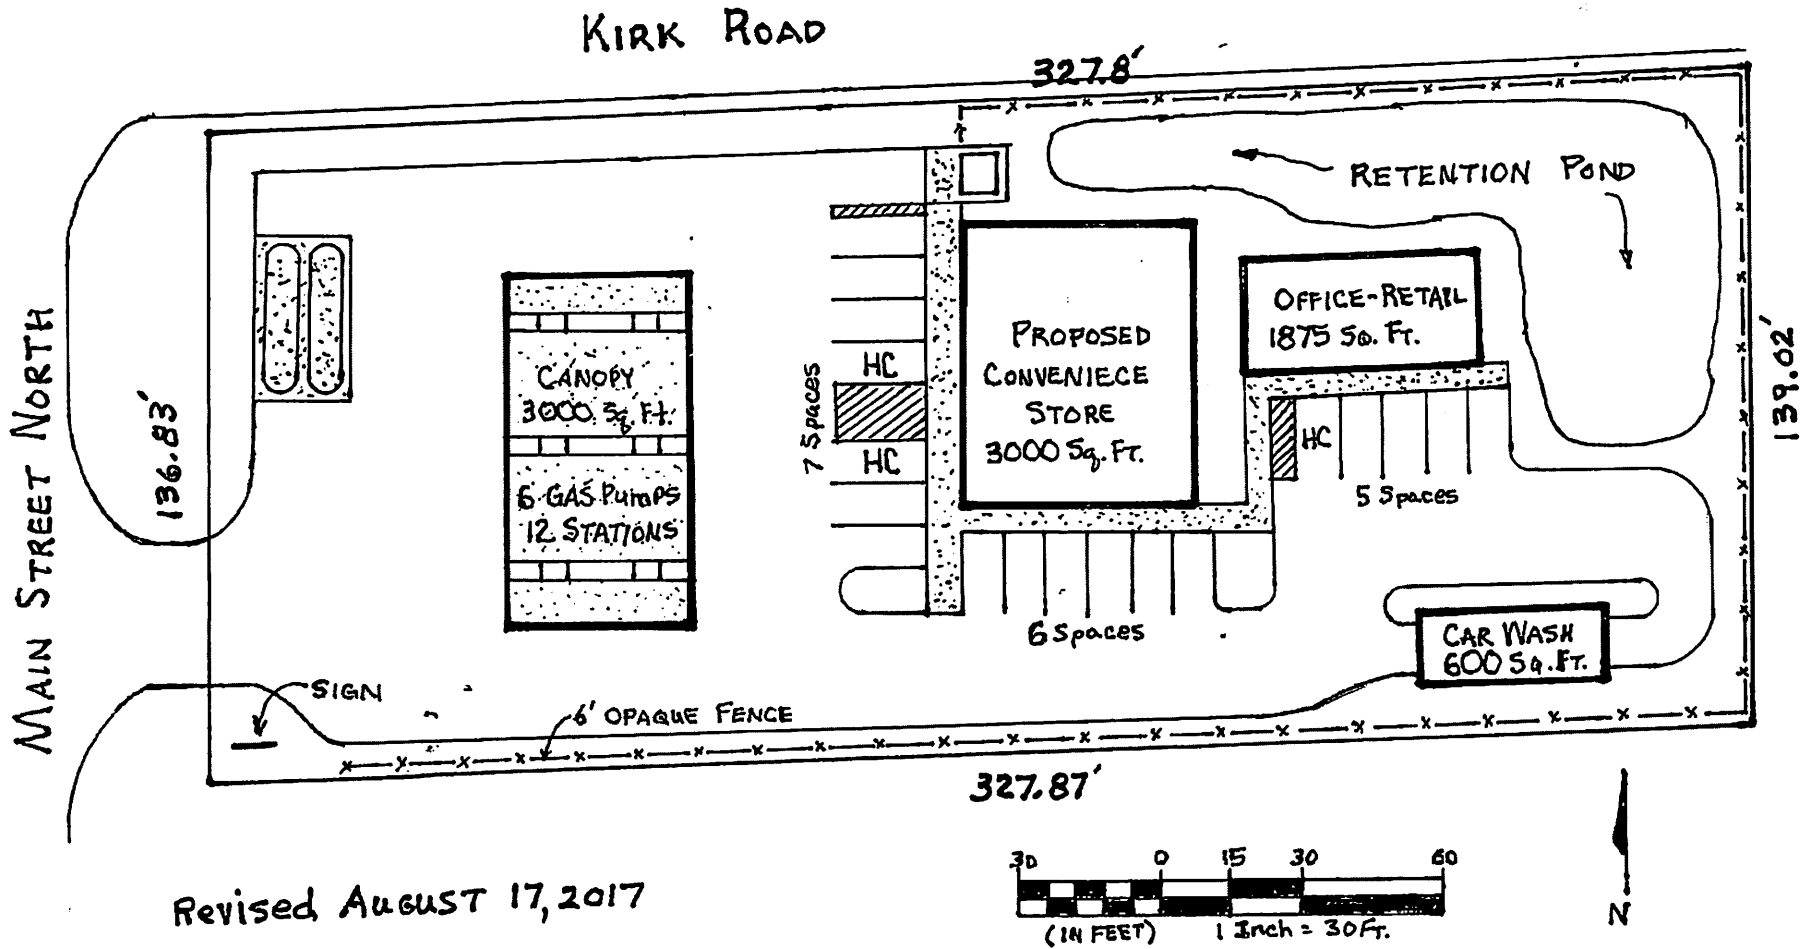 KIRK ROAD
327.8'
RETENTION POND
OFFICE-RETAIL
1875 SQ. FT.
PROPOSED
CONVENIECE
STORE
3000 Sq. FT.
HC
7 Spaces
HC
HC
5 Spaces
CANOPY
3000 Sq. Ft.
6 GAS PUMPS
12 STATIONS
MAIN STREET NORTH
136.83'
139.02'
6 Spaces
CAR WASH
600 SQ. FT.
SIGN
6' OPAQUE FENCE
327.87'
30 0 15 30 60
(IN FEET) 1 Inch = 30 FT.
N
Revised AUGUST 17, 2017